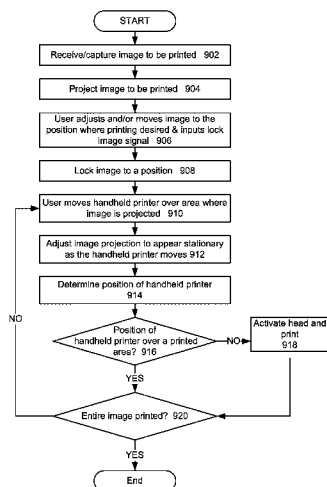 START
Receive/capture image to be printed 902
Project image to be printed 904
User adjusts and/or moves image to the
position where printing desired & inputs lock
image signal
906
Lock image to a position 908
User moves handheld printer over area where
image is projected
910
Adjust image projection to appear stationary
as the handheld printer moves 912
Determine position of handheld printer
914
Position of
handheld printer over a printed
area? 916
NO
Activate head and
print
918
YES
NO
Entire image printed? 920
YES
End